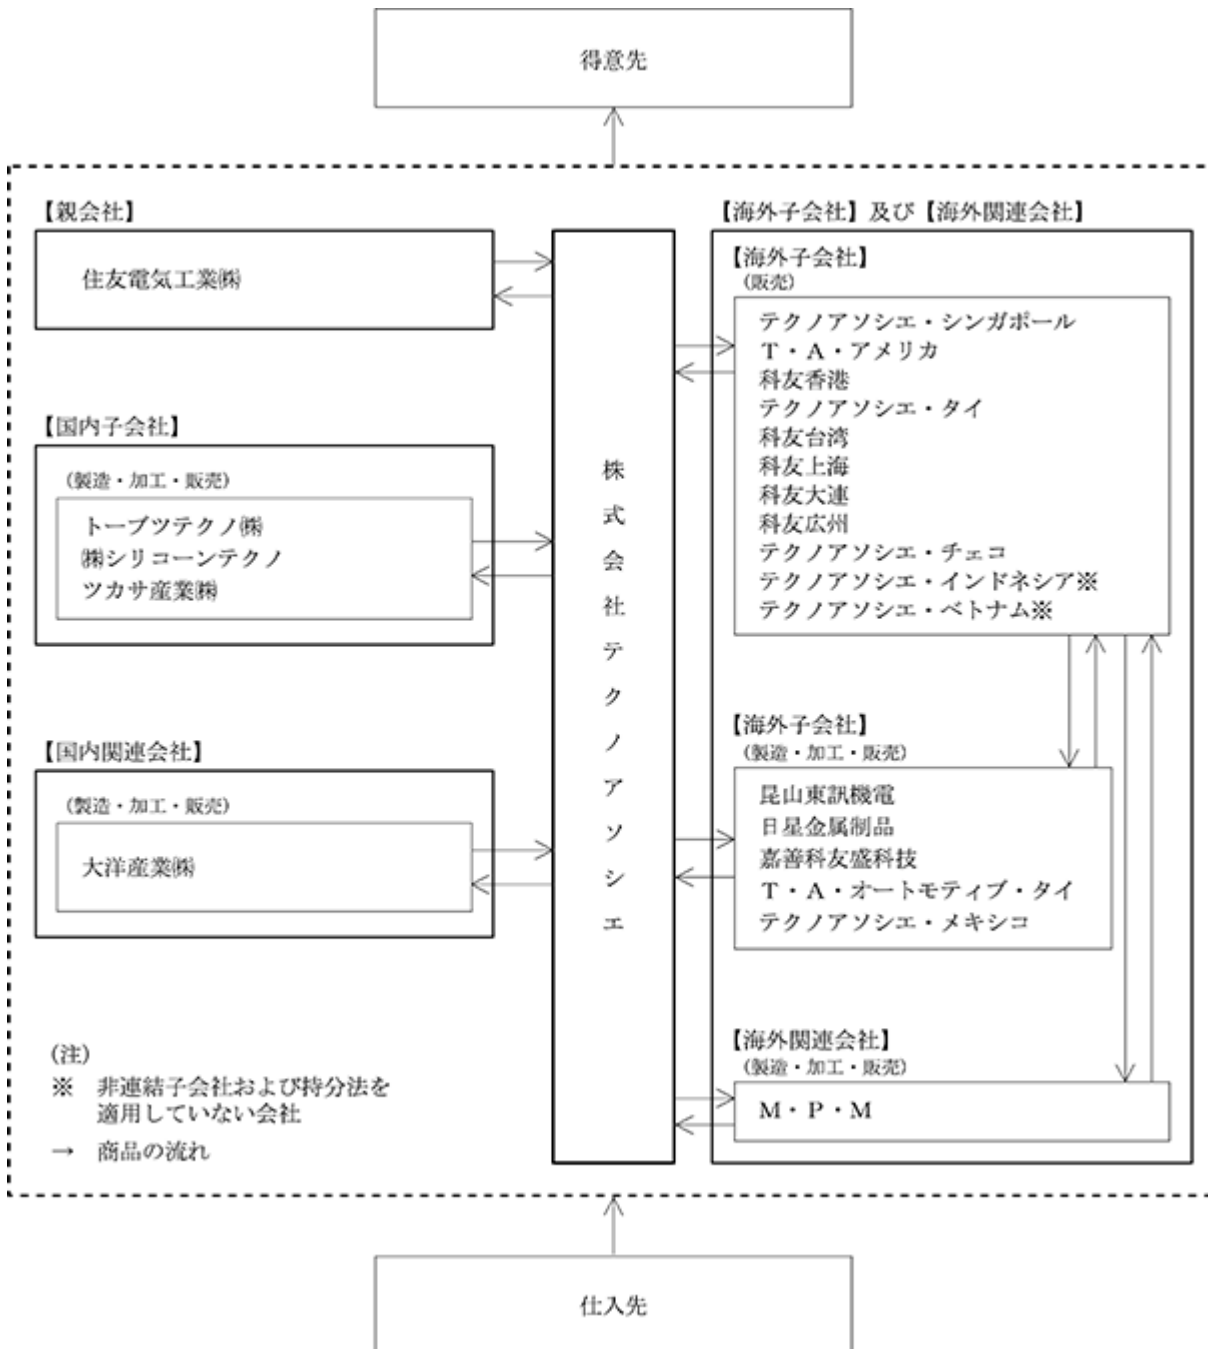 得意先
【親会社】
住友電気工業㈱
【国内子会社】
(製造・加工・販売)
トーブツテクノ㈱
㈱シリコーンテクノ
ツカサ産業㈱
【国内関連会社】
(製造・加工・販売)
大洋産業㈱
(注)
※ 非連結子会社および持分法を
適用していない会社
→ 商品の流れ
株式会社テクノアソシエ
【海外子会社】及び【海外関連会社】
【海外子会社】
(販売)
テクノアソシエ・シンガポール
T・A・アメリカ
科友香港
テクノアソシエ・タイ
科友台湾
科友上海
科友大連
科友広州
テクノアソシエ・チェコ
テクノアソシエ・インドネシア※
テクノアソシエ・ベトナム※
【海外子会社】
(製造・加工・販売)
昆山東訊機電
日星金属制品
嘉善科友盛科技
T・A・オートモティブ・タイ
テクノアソシエ・メキシコ
【海外関連会社】
(製造・加工・販売)
M・P・M
仕入先